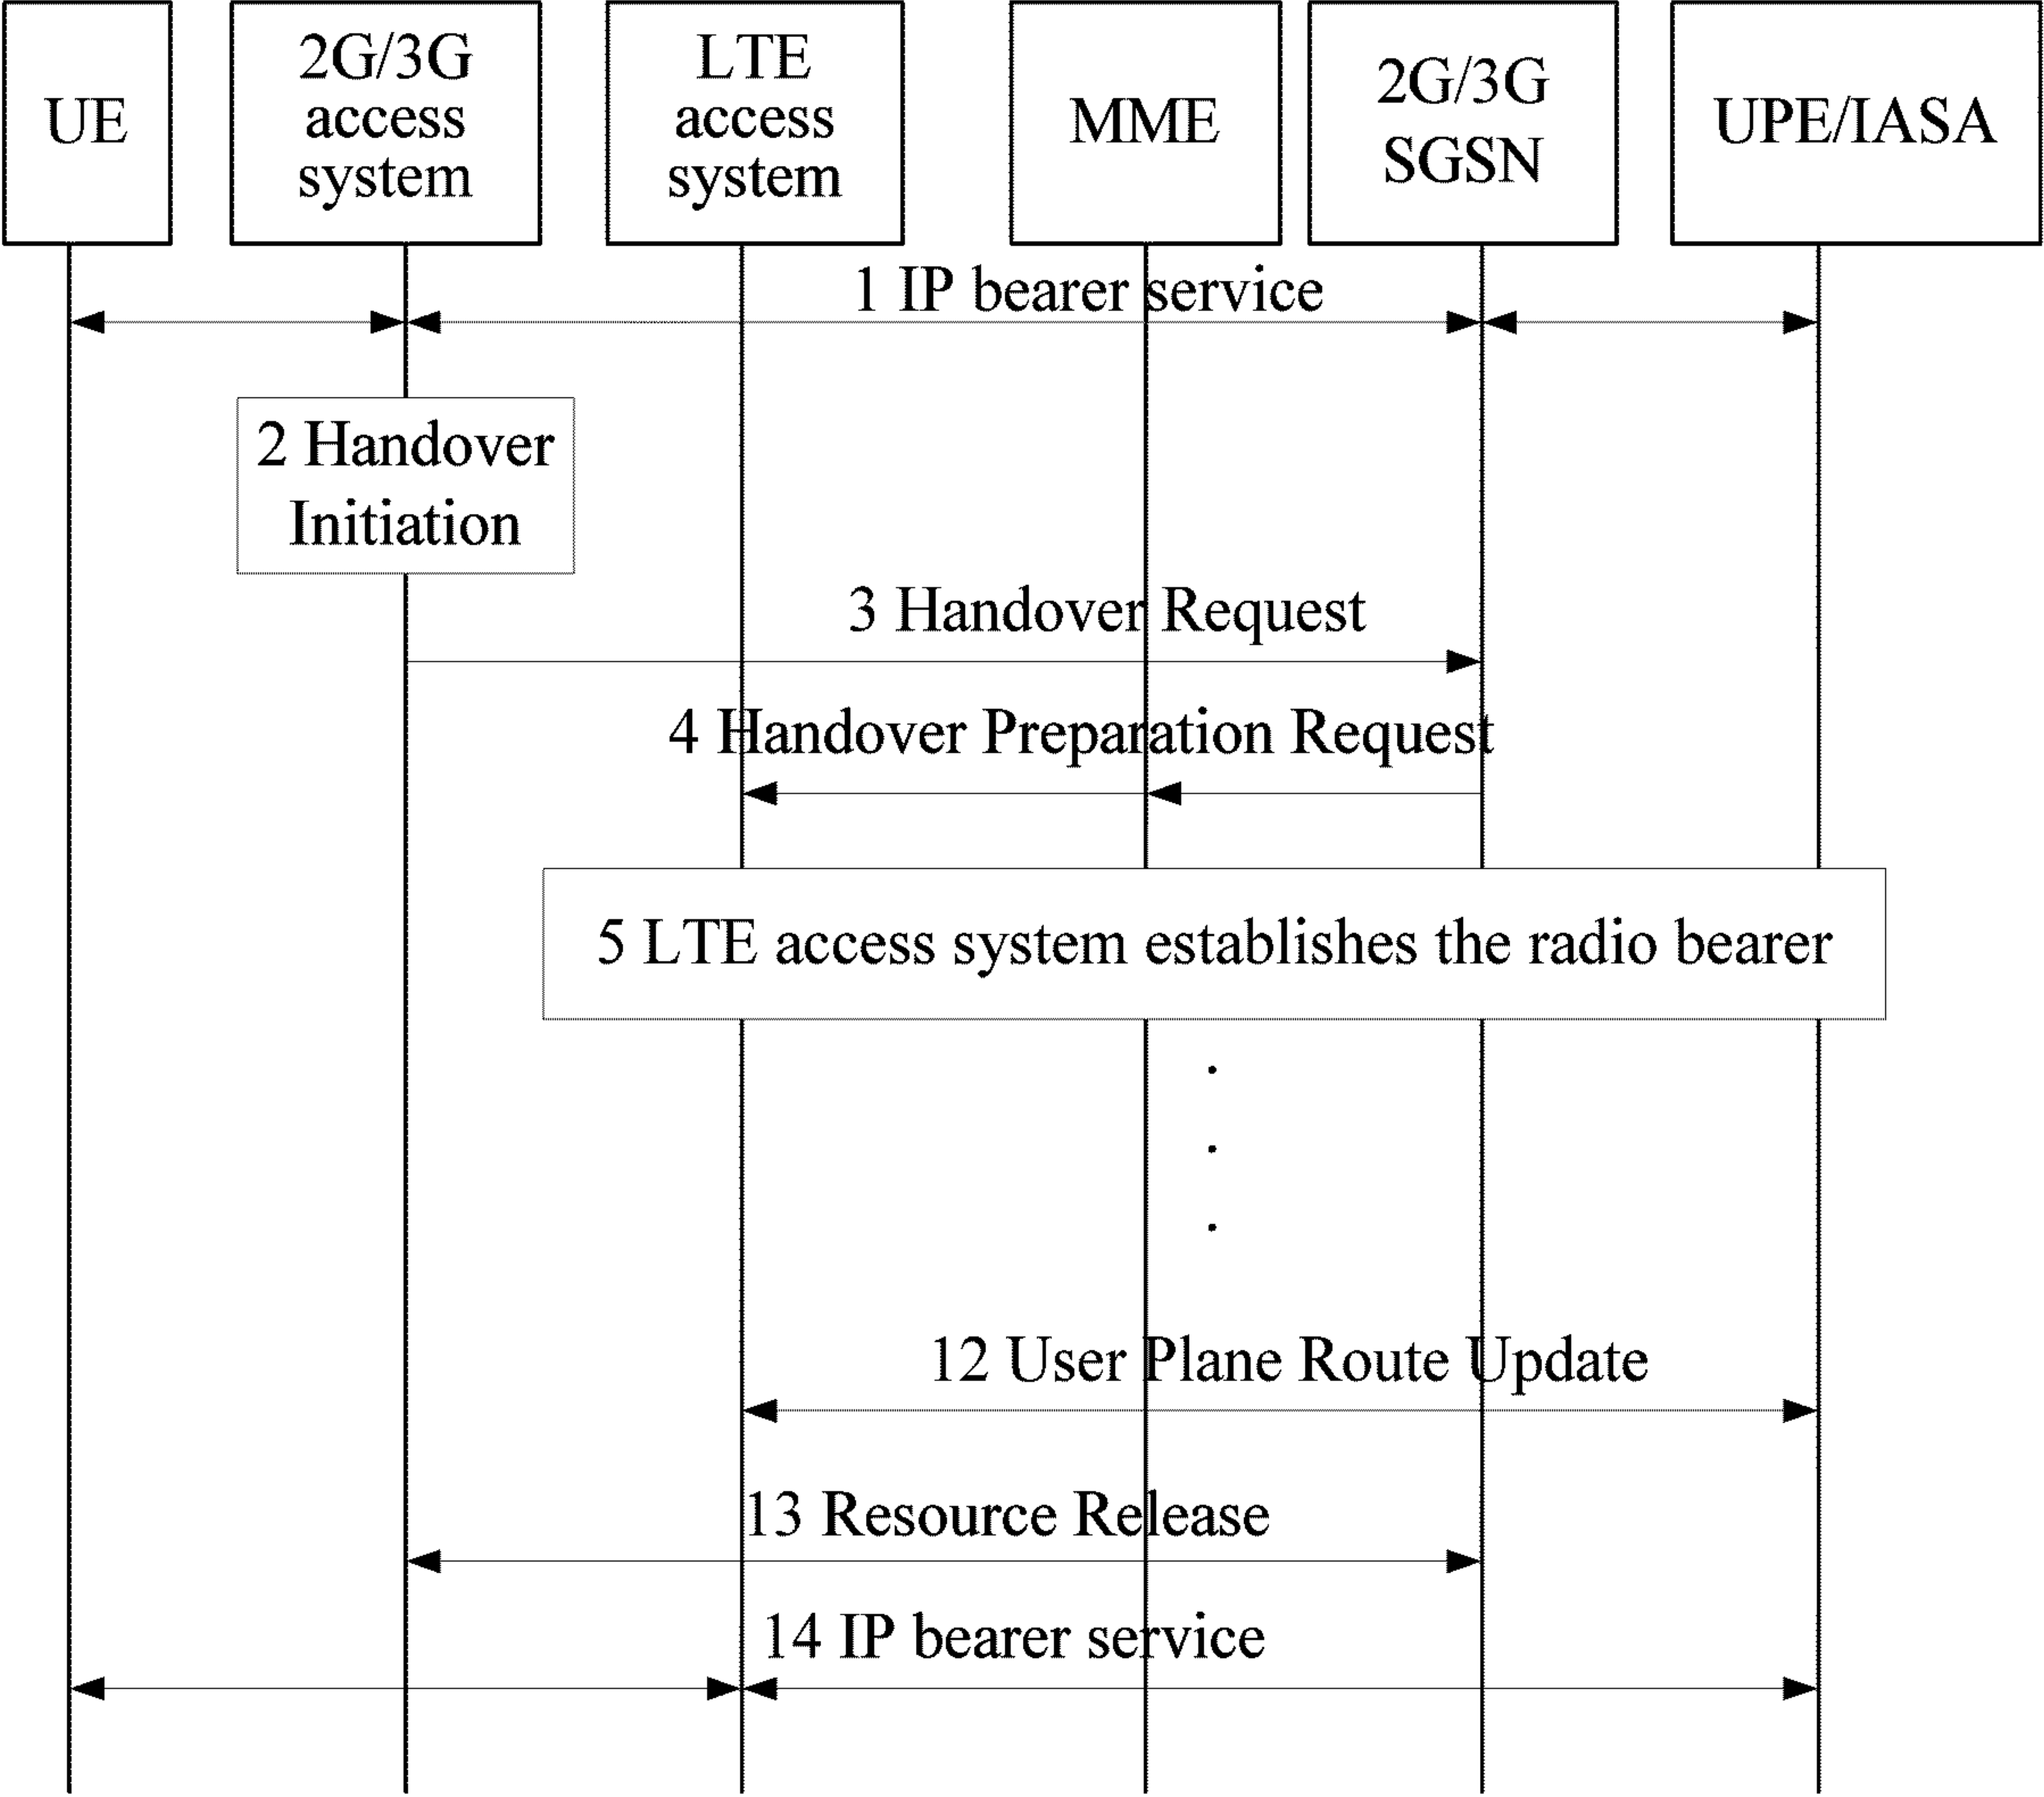 UE
2G/3G
access
system
LTE
access
system
MME
2G/3G
SGSN
UPE/IASA
1 IP bearer service
2 Handover
Initiation
3 Handover Request
4 Handover Preparation Request
5 LTE access system establishes the radio bearer
12 User Plane Route Update
13 Resource Release
14 IP bearer service